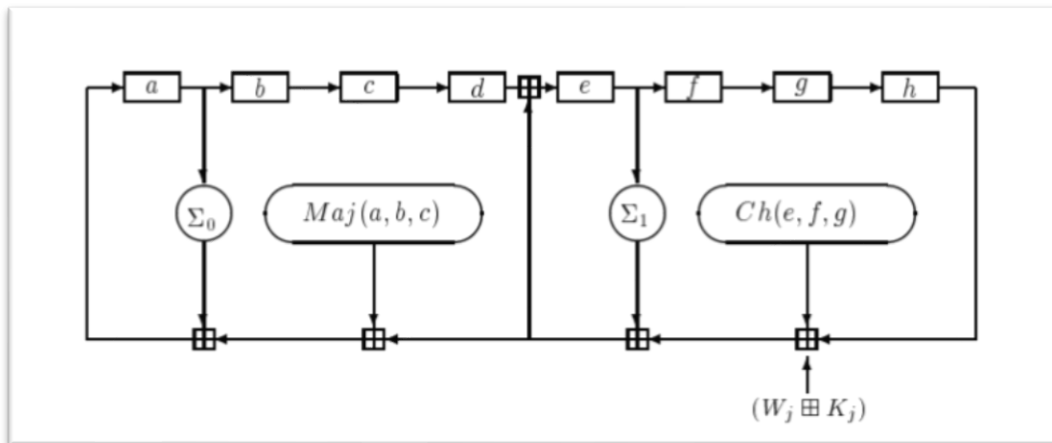 a b c d ⊞ e f g h
Σ₀ Maj(a, b, c) Σ₁ Ch(e, f, g)
⊞ ⊞ ⊞ ⊞
(Wⱼ ⊞ Kⱼ)